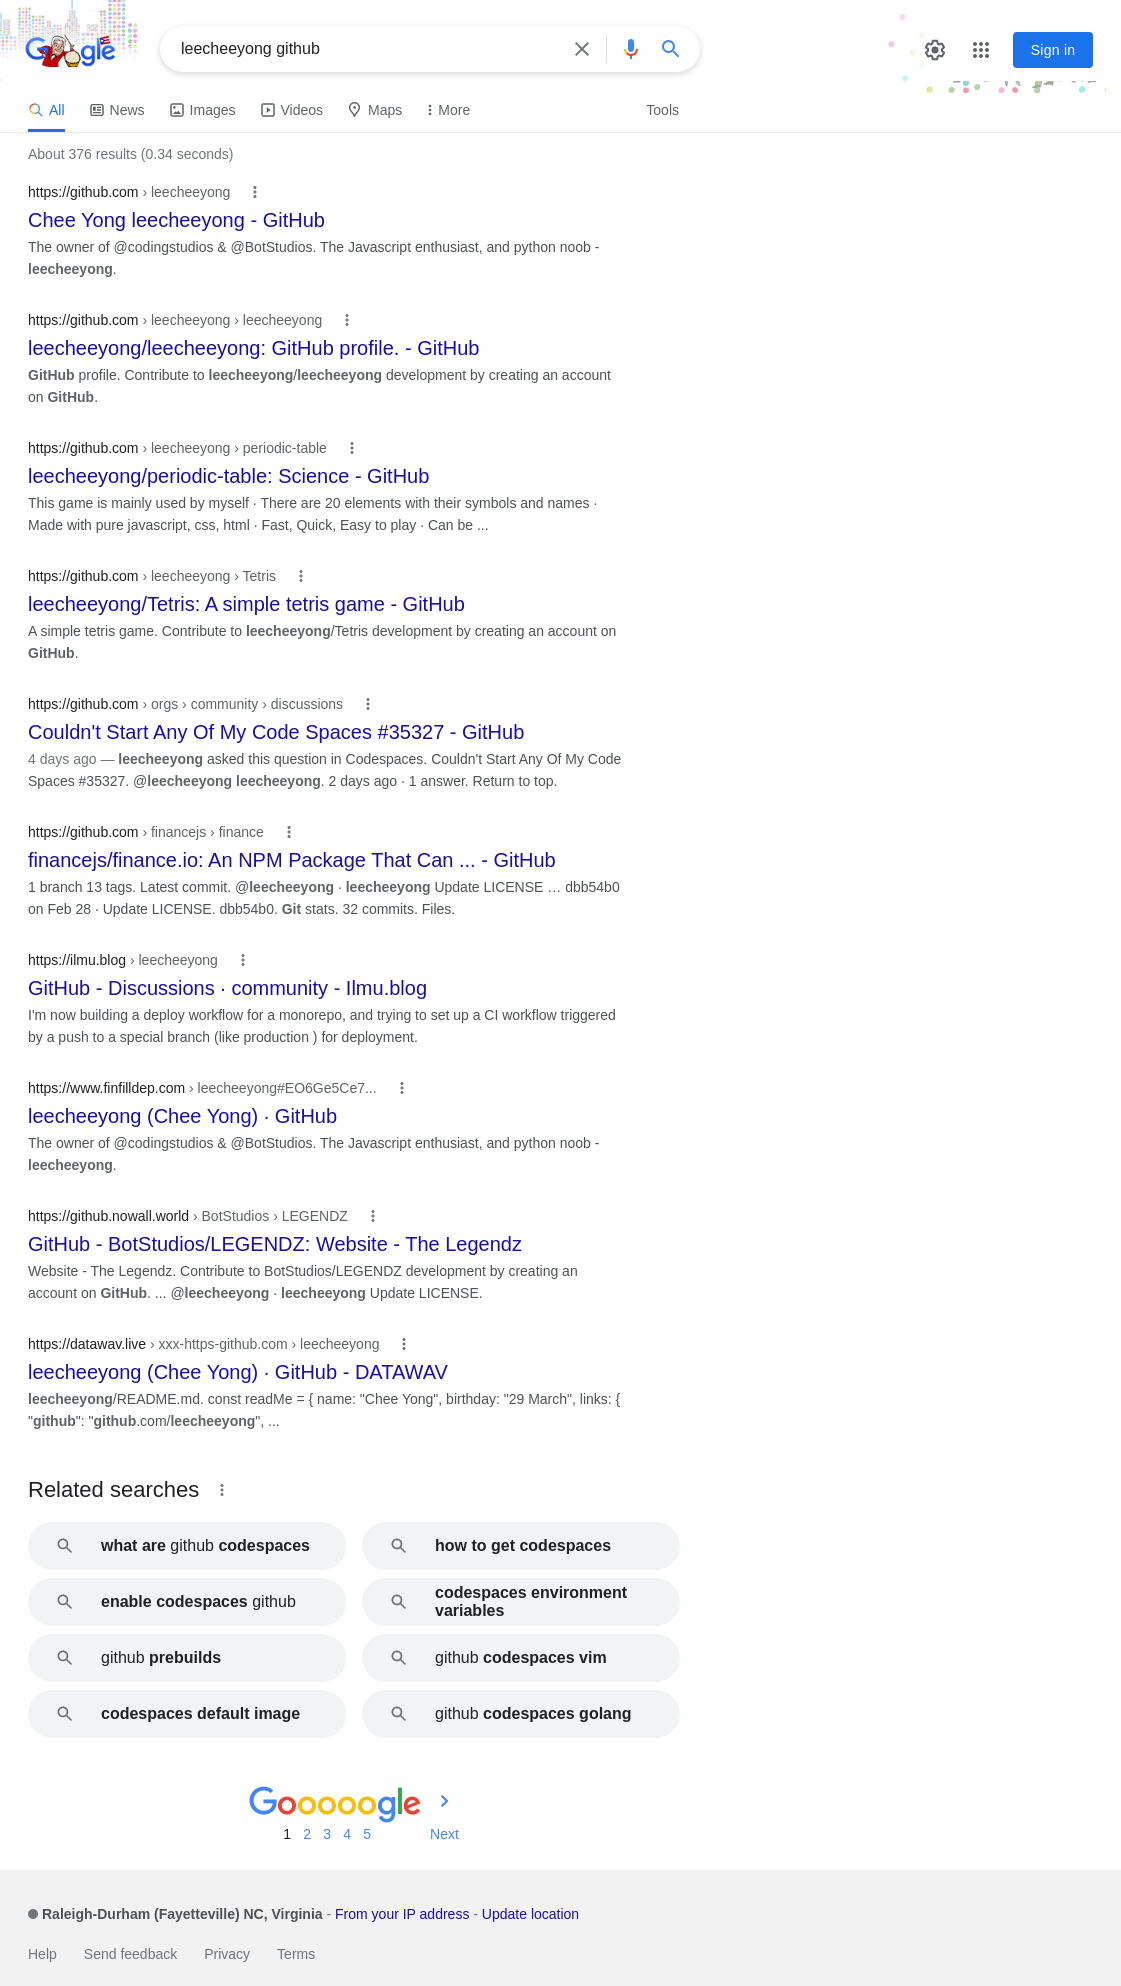 Google
leecheeyong github
Sign in
All News Images Videos Maps More Tools
About 376 results (0.34 seconds)
https://github.com › leecheeyong
Chee Yong leecheeyong - GitHub
The owner of @codingstudios & @BotStudios. The Javascript enthusiast, and python noob -
leecheeyong.
https://github.com › leecheeyong › leecheeyong
leecheeyong/leecheeyong: GitHub profile. - GitHub
GitHub profile. Contribute to leecheeyong/leecheeyong development by creating an account
on GitHub.
https://github.com › leecheeyong › periodic-table
leecheeyong/periodic-table: Science - GitHub
This game is mainly used by myself · There are 20 elements with their symbols and names ·
Made with pure javascript, css, html · Fast, Quick, Easy to play · Can be ...
https://github.com › leecheeyong › Tetris
leecheeyong/Tetris: A simple tetris game - GitHub
A simple tetris game. Contribute to leecheeyong/Tetris development by creating an account on
GitHub.
https://github.com › orgs › community › discussions
Couldn't Start Any Of My Code Spaces #35327 - GitHub
4 days ago — leecheeyong asked this question in Codespaces. Couldn't Start Any Of My Code
Spaces #35327. @leecheeyong leecheeyong. 2 days ago · 1 answer. Return to top.
https://github.com › financejs › finance
financejs/finance.io: An NPM Package That Can ... - GitHub
1 branch 13 tags. Latest commit. @leecheeyong · leecheeyong Update LICENSE … dbb54b0
on Feb 28 · Update LICENSE. dbb54b0. Git stats. 32 commits. Files.
https://ilmu.blog › leecheeyong
GitHub - Discussions · community - Ilmu.blog
I'm now building a deploy workflow for a monorepo, and trying to set up a CI workflow triggered
by a push to a special branch (like production ) for deployment.
https://www.finfilldep.com › leecheeyong#EO6Ge5Ce7...
leecheeyong (Chee Yong) · GitHub
The owner of @codingstudios & @BotStudios. The Javascript enthusiast, and python noob -
leecheeyong.
https://github.nowall.world › BotStudios › LEGENDZ
GitHub - BotStudios/LEGENDZ: Website - The Legendz
Website - The Legendz. Contribute to BotStudios/LEGENDZ development by creating an
account on GitHub. ... @leecheeyong · leecheeyong Update LICENSE.
https://datawav.live › xxx-https-github.com › leecheeyong
leecheeyong (Chee Yong) · GitHub - DATAWAV
leecheeyong/README.md. const readMe = { name: "Chee Yong", birthday: "29 March", links: {
"github": "github.com/leecheeyong", ...
Related searches
what are github codespaces
how to get codespaces
enable codespaces github
codespaces environment
variables
github prebuilds
github codespaces vim
codespaces default image
github codespaces golang
Gooooogle
1 2 3 4 5 Next
Raleigh-Durham (Fayetteville) NC, Virginia - From your IP address - Update location
Help Send feedback Privacy Terms